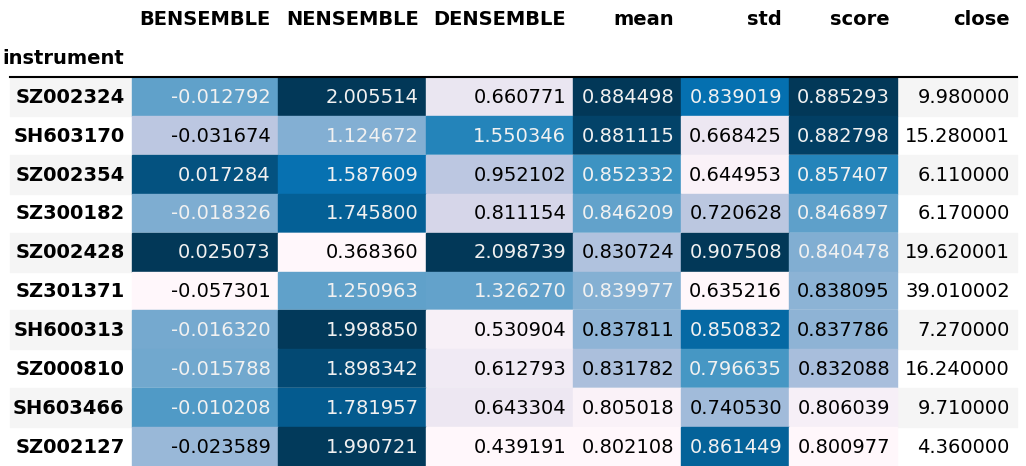 BENSEMBLE NENSEMBLE DENSEMBLE mean std score close
instrument
SZ002324 -0.012792 2.005514 0.660771 0.884498 0.839019 0.885293 9.980000
SH603170 -0.031674 1.124672 1.550346 0.881115 0.668425 0.882798 15.280001
SZ002354 0.017284 1.587609 0.952102 0.852332 0.644953 0.857407 6.110000
SZ300182 -0.018326 1.745800 0.811154 0.846209 0.720628 0.846897 6.170000
SZ002428 0.025073 0.368360 2.098739 0.830724 0.907508 0.840478 19.620001
SZ301371 -0.057301 1.250963 1.326270 0.839977 0.635216 0.838095 39.010002
SH600313 -0.016320 1.998850 0.530904 0.837811 0.850832 0.837786 7.270000
SZ000810 -0.015788 1.898342 0.612793 0.831782 0.796635 0.832088 16.240000
SH603466 -0.010208 1.781957 0.643304 0.805018 0.740530 0.806039 9.710000
SZ002127 -0.023589 1.990721 0.439191 0.802108 0.861449 0.800977 4.360000